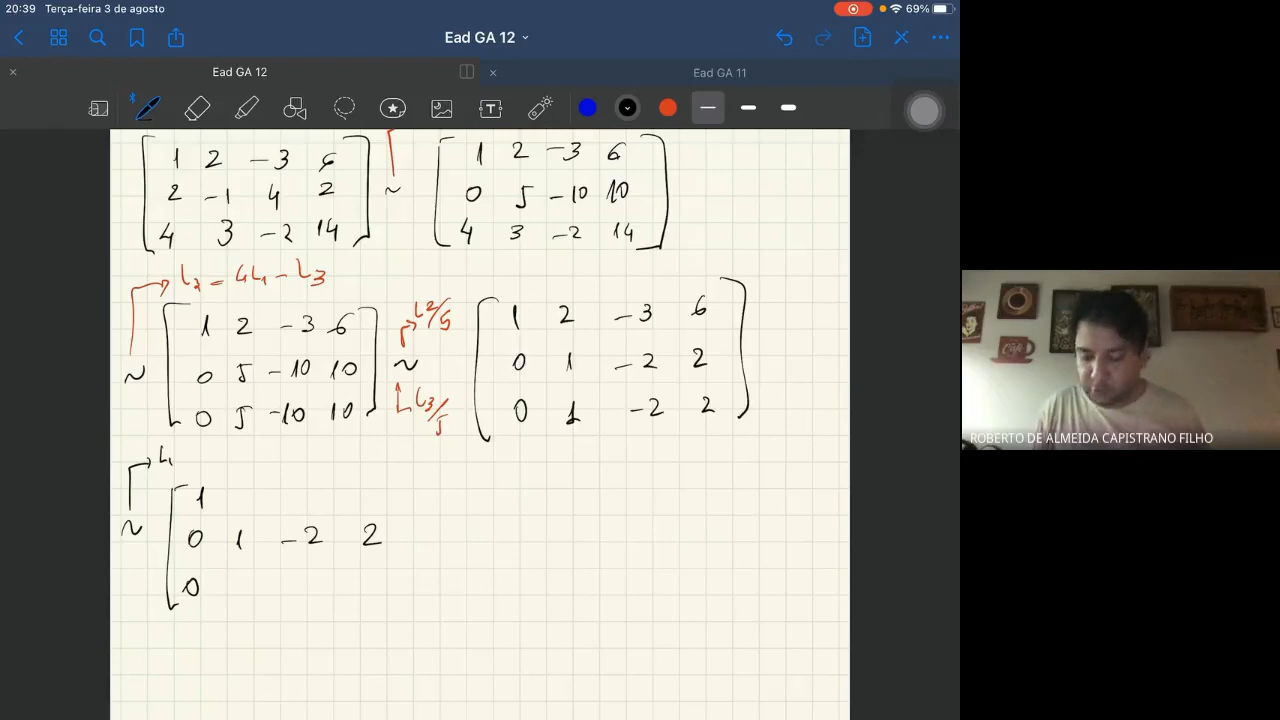 20:39 Terça-feira 3 de agosto
69%
Ead GA 12
Ead GA 12
Ead GA 11
1 2 -3 6
2 -1 4 2
4 3 -2 14
~
1 2 -3 6
0 5 -10 10
4 3 -2 14
L₂ = 4L₁ - L₃
~
1 2 -3 6
0 5 -10 10
0 5 -10 10
L2/5
~
L3/5
1 2 -3 6
0 1 -2 2
0 1 -2 2
L₁
~
1
0 1 -2 2
0
Café
ROBERTO DE ALMEIDA CAPISTRANO FILHO